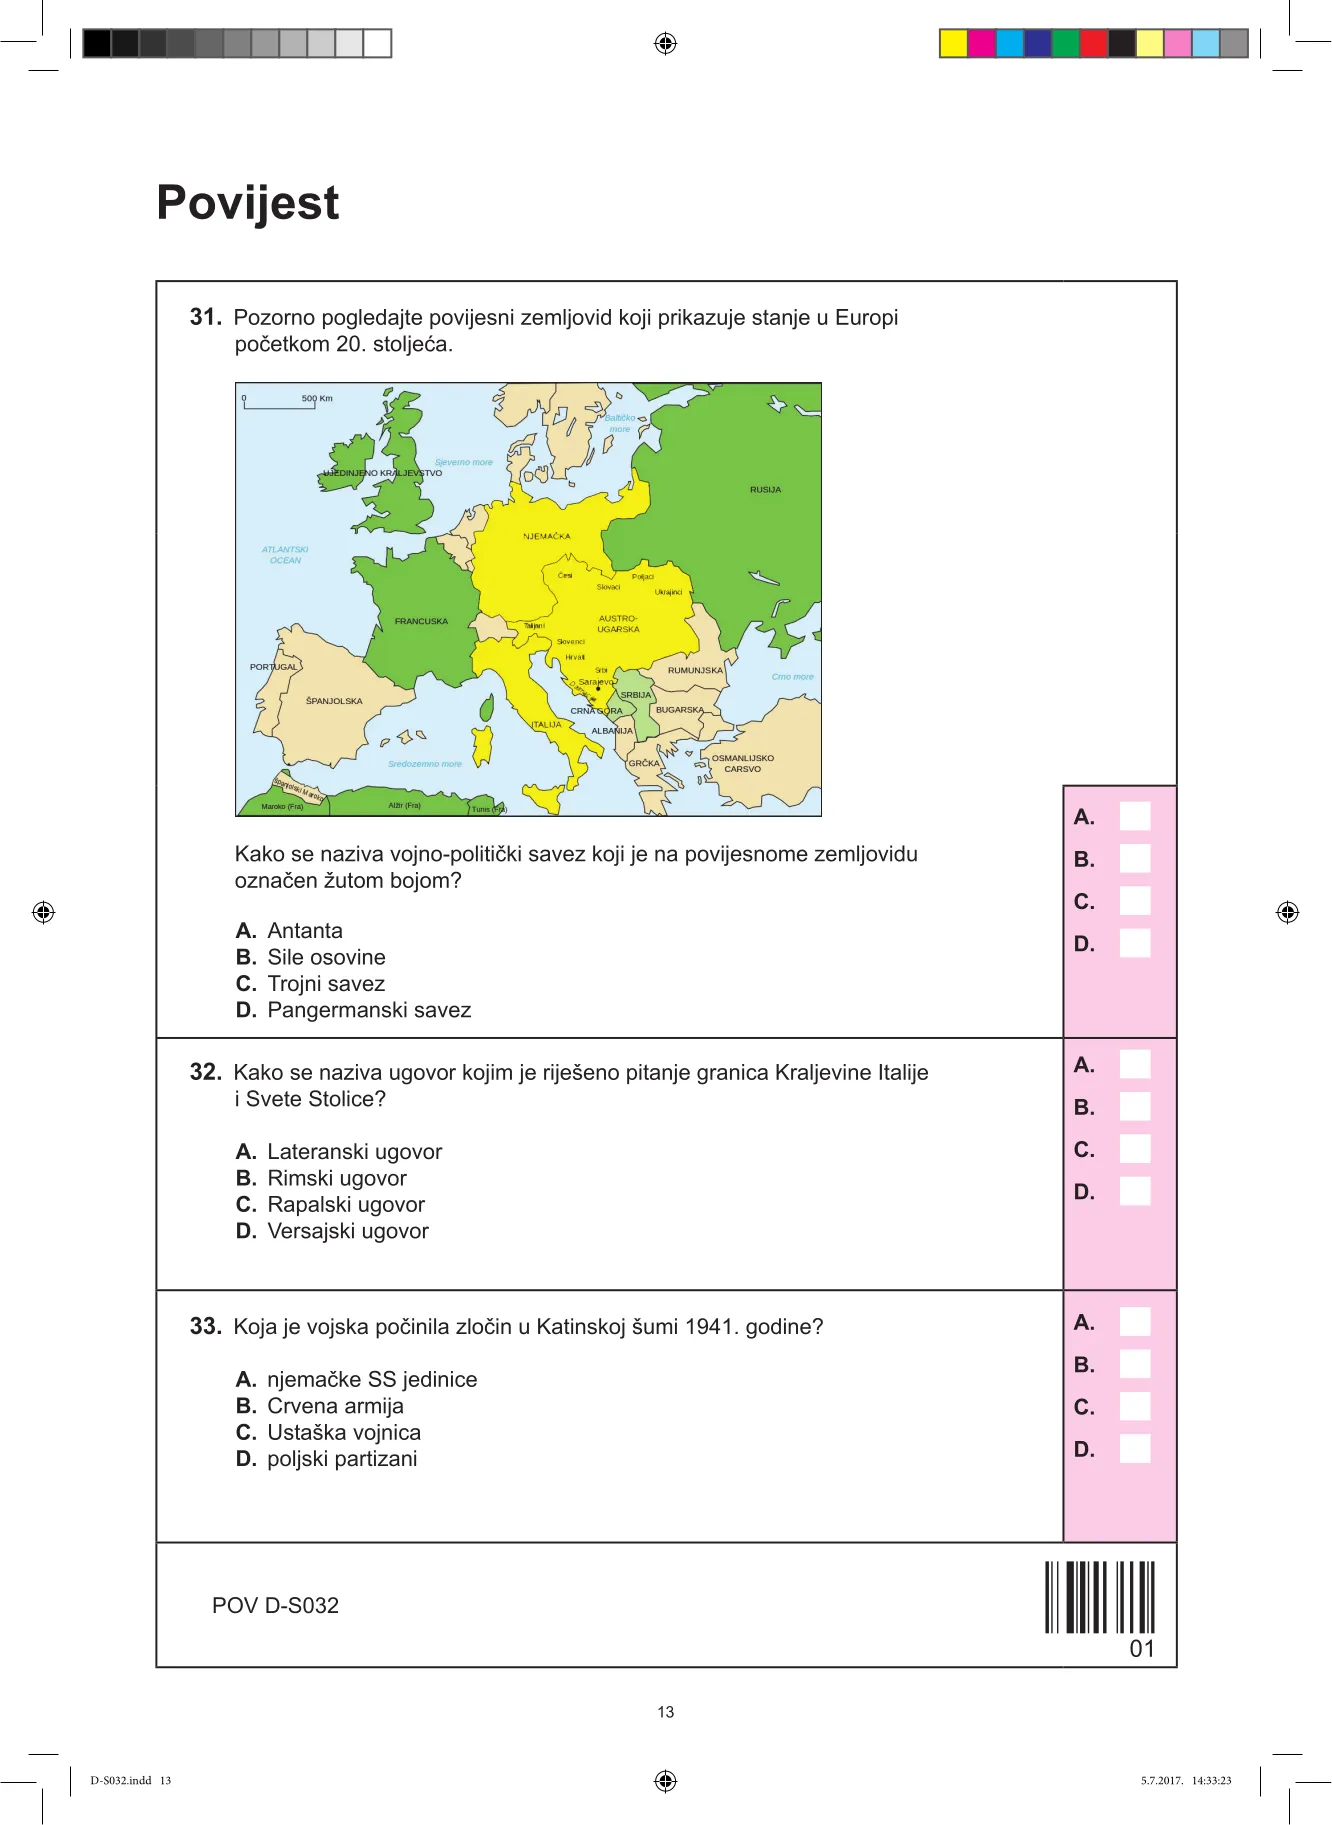 Povijest
31. Pozorno pogledajte povijesni zemljovid koji prikazuje stanje u Europi
početkom 20. stoljeća.
0 500 Km
Baltičko
more
Sjeverno more
UJEDINJENO KRALJEVSTVO
RUSIJA
NJEMAČKA
ATLANTSKI
OCEAN
Česi
Poljaci
Slovaci
Ukrajinci
FRANCUSKA
AUSTRO-
UGARSKA
Talijani
Slovenci
Hrvati
PORTUGAL
Srbi
RUMUNJSKA
Crno more
Sarajevo
Dalmacija
SRBIJA
ŠPANJOLSKA
CRNA GORA
BUGARSKA
ITALIJA
ALBANIJA
Sredozemno more
GRČKA
OSMANLIJSKO
CARSVO
Španjolski Maroko
Maroko (Fra)
Alžir (Fra)
Tunis (Fra)
Kako se naziva vojno-politički savez koji je na povijesnome zemljovidu
označen žutom bojom?
A. Antanta
B. Sile osovine
C. Trojni savez
D. Pangermanski savez
A.
B.
C.
D.
32. Kako se naziva ugovor kojim je riješeno pitanje granica Kraljevine Italije
i Svete Stolice?
A. Lateranski ugovor
B. Rimski ugovor
C. Rapalski ugovor
D. Versajski ugovor
A.
B.
C.
D.
33. Koja je vojska počinila zločin u Katinskoj šumi 1941. godine?
A. njemačke SS jedinice
B. Crvena armija
C. Ustaška vojnica
D. poljski partizani
A.
B.
C.
D.
POV D-S032
01
13
D-S032.indd 13
5.7.2017. 14:33:23